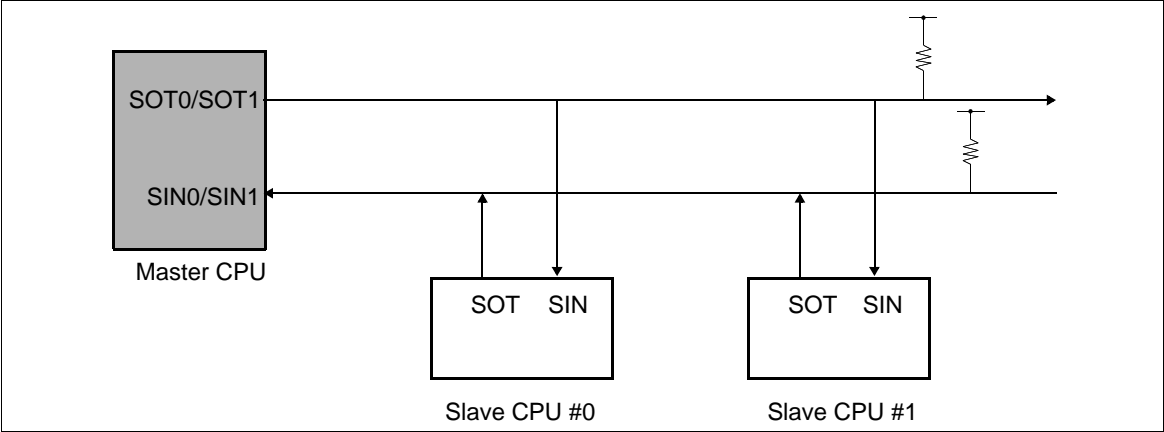 SOT0/SOT1
SIN0/SIN1
Master CPU
SOT SIN
SOT SIN
Slave CPU #0
Slave CPU #1